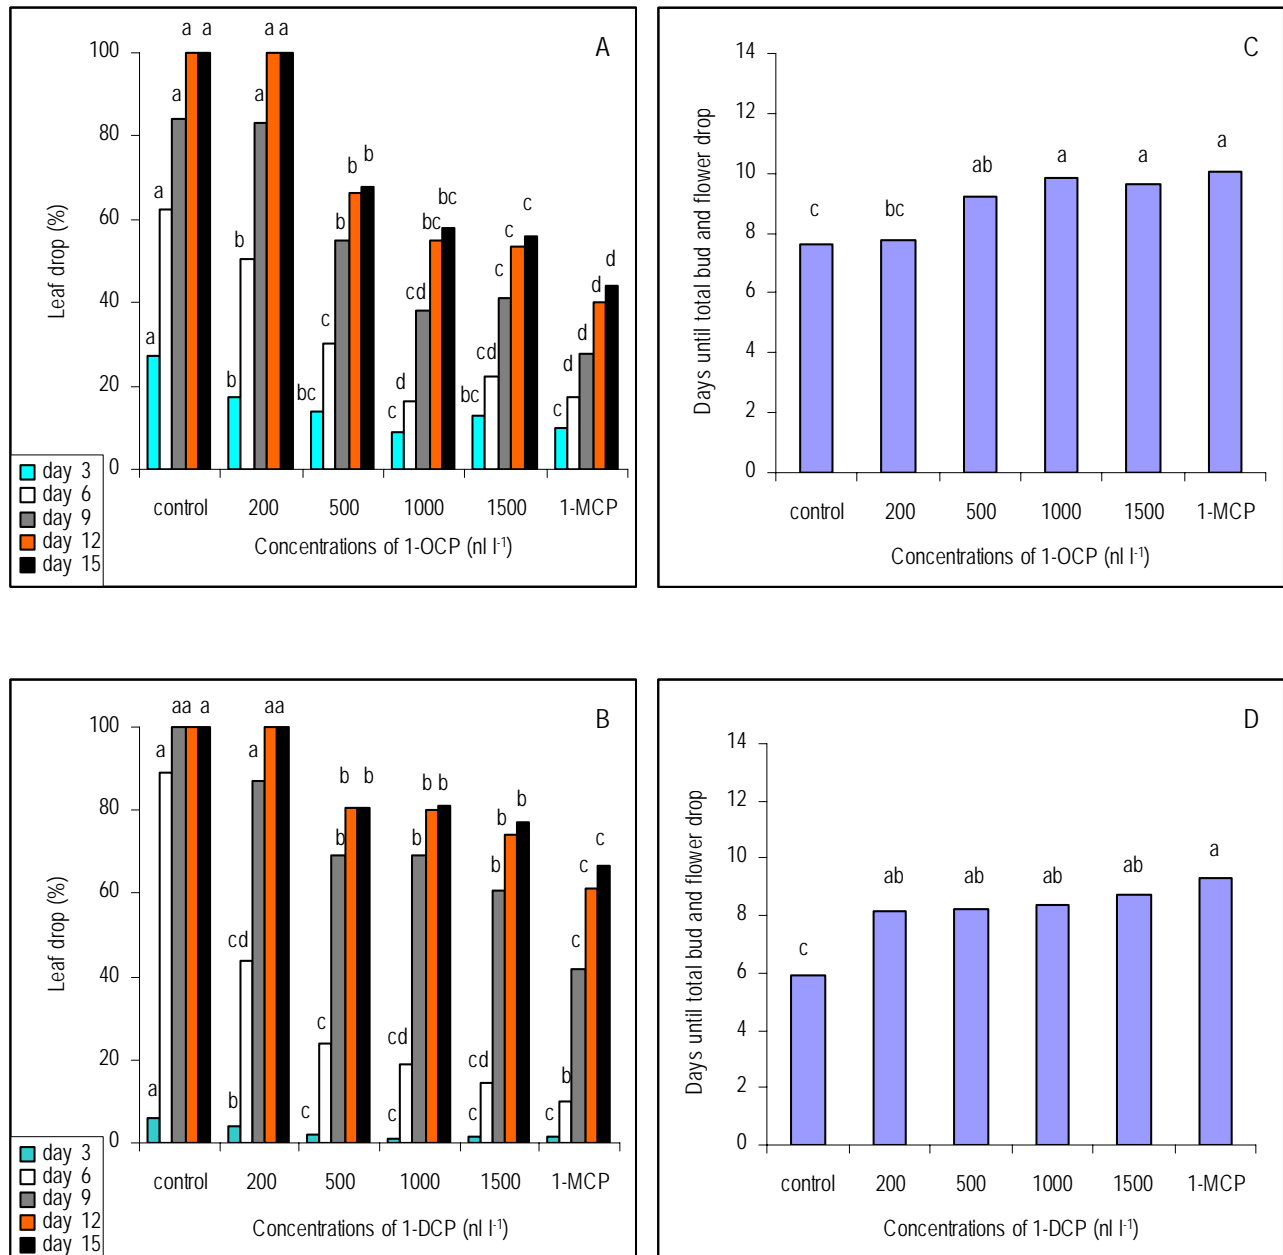 A
a a a a
100
a a
80
b
b
a
60
bc
bc
c
c
b
b
d
cd
c
40
d
c
d
a
cd
20
b
bc
d
d
c
bc
c
0
Leaf drop (%)
control 200 500 1000 1500 1-MCP
Concentrations of 1-OCP (nl l-1)
day 3
day 6
day 9
day 12
day 15
C
14
12
10
8
6
4
2
0
c bc ab a a a
Days until total bud and flower drop
control 200 500 1000 1500 1-MCP
Concentrations of 1-OCP (nl l-1)
B
aa a aa
100
a a
b b b b b b
80
b b c
c
60
b
cd
c
40
c
cd
cd
20
a b c c c c b
0
Leaf drop (%)
control 200 500 1000 1500 1-MCP
Concentrations of 1-DCP (nl l-1)
day 3
day 6
day 9
day 12
day 15
D
14
12
10
8
6
4
2
0
c ab ab ab ab a
Days until total bud and flower drop
control 200 500 1000 1500 1-MCP
Concentrations of 1-DCP (nl l-1)